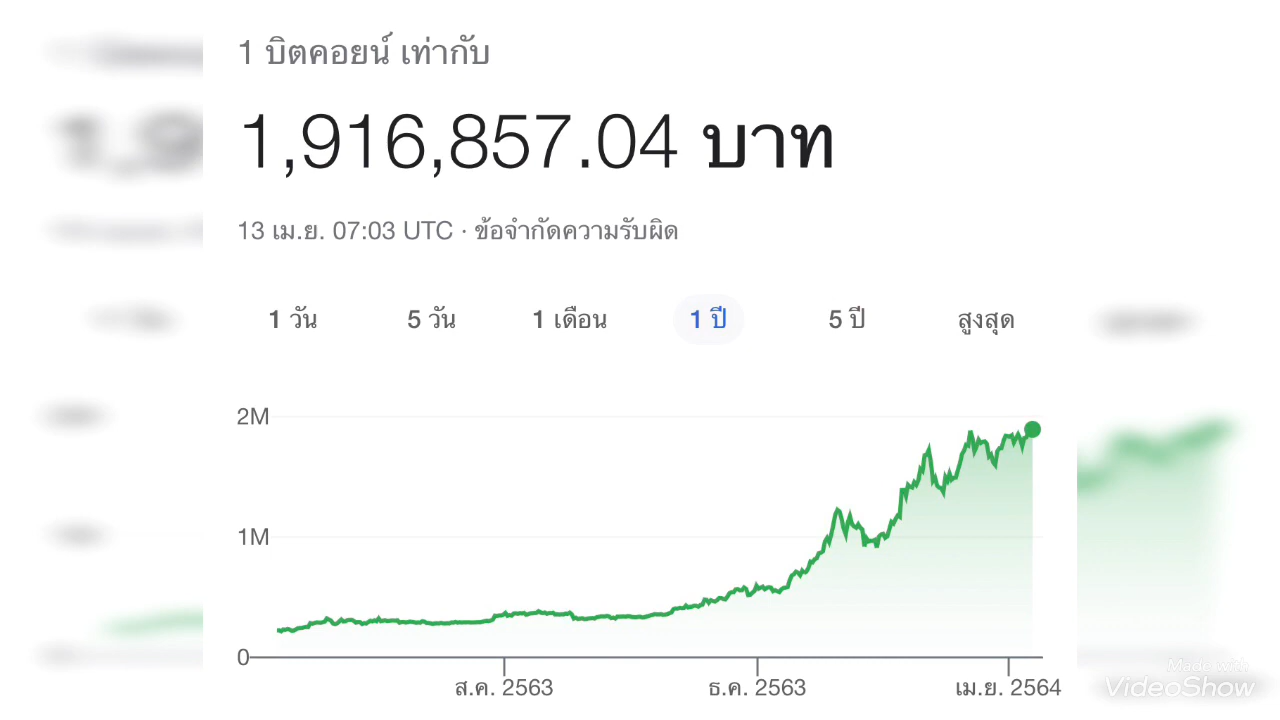 1 บิตคอยน์ เท่ากับ
1,916,857.04 บาท
13 เม.ย. 07:03 UTC · ข้อจำกัดความรับผิด
1 วัน 5 วัน 1 เดือน 1 ปี 5 ปี สูงสุด
2M
1M
0
ส.ค. 2563 ธ.ค. 2563 เม.ย. 2564
Made with
VideoShow